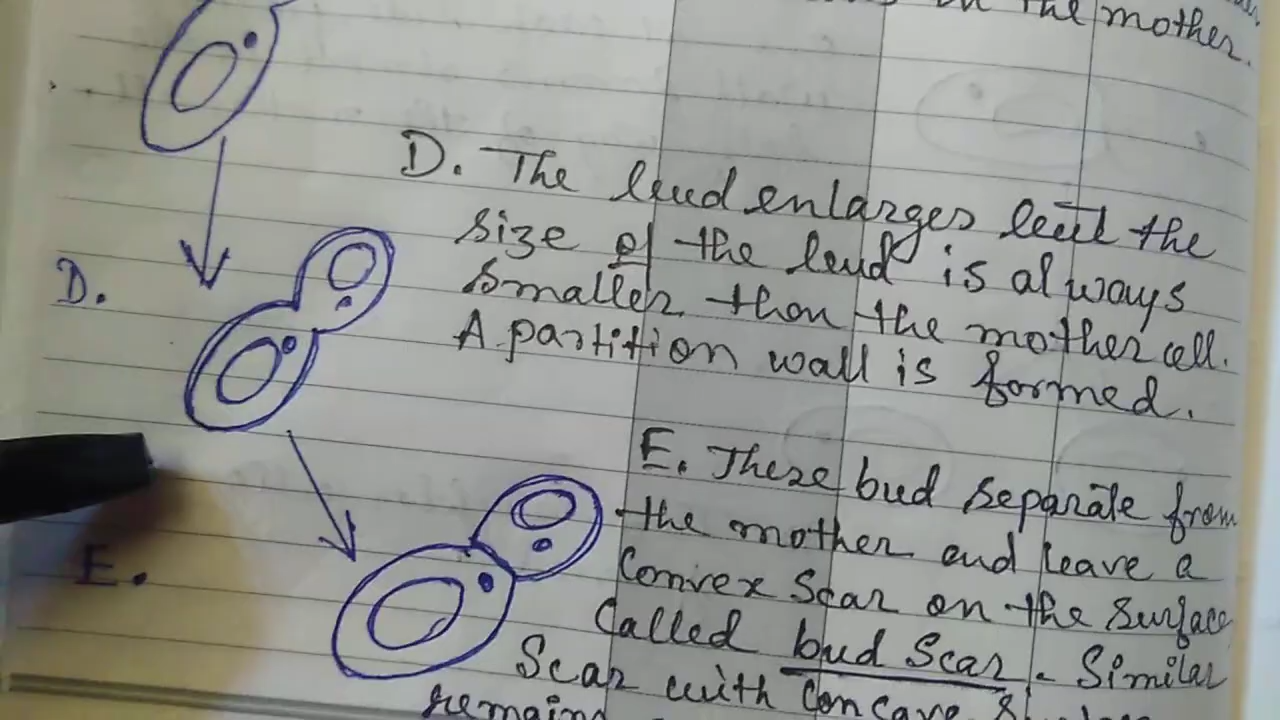 in the mother.
D. The bud enlarges but the
size of the bud is always
smaller than the mother cell.
A partition wall is formed.
D.
E. These bud separate from
the mother and leave a
Convex Scar on the surface
Called bud Scar. Similar
Scar with Concave
remains
E.